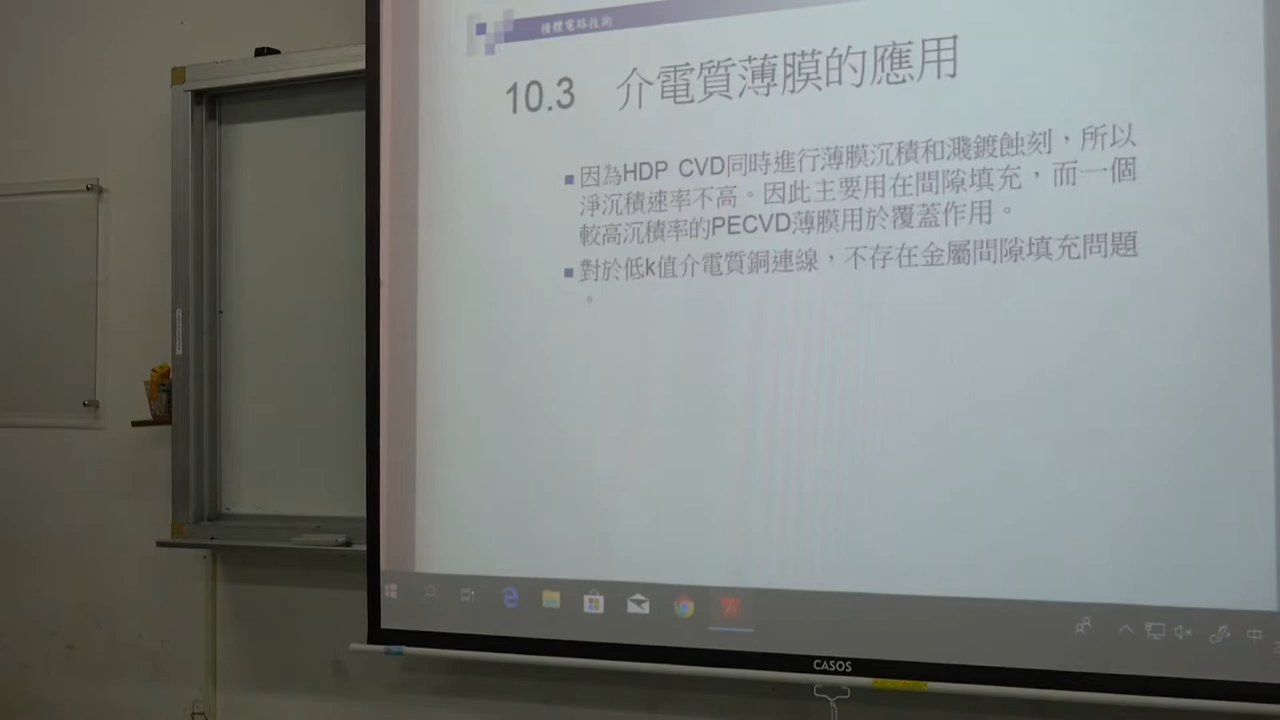 積體電路技術
10.3 介電質薄膜的應用
因為HDP CVD同時進行薄膜沉積和濺鍍蝕刻，所以
淨沉積速率不高。因此主要用在間隙填充，而一個
較高沉積率的PECVD薄膜用於覆蓋作用。
對於低k值介電質銅連線，不存在金屬間隙填充問題
。
中
CASOS